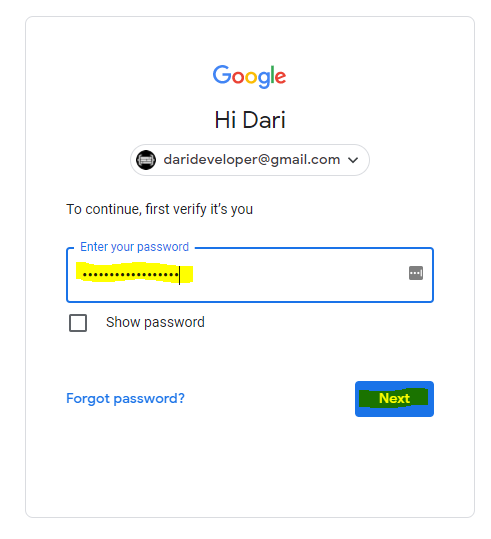 Google
Hi Dari
darideveloper@gmail.com
To continue, first verify it's you
Enter your password
••••••••••••••••••
Show password
Forgot password?
Next